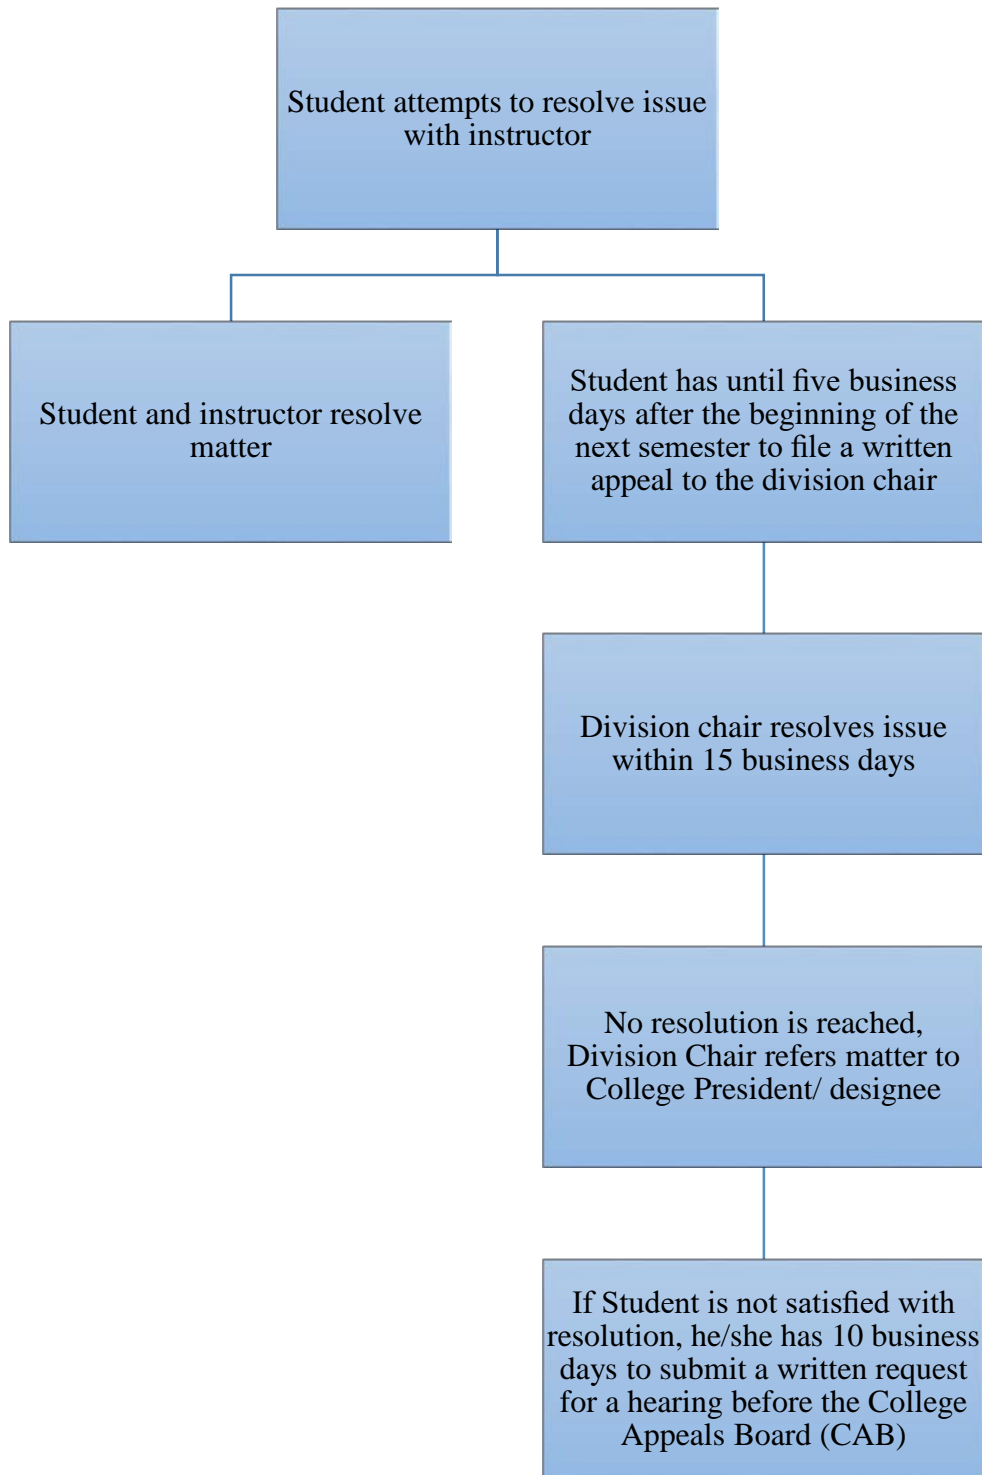 Student attempts to resolve issue
with instructor
Student and instructor resolve
matter
Student has until five business
days after the beginning of the
next semester to file a written
appeal to the division chair
Division chair resolves issue
within 15 business days
No resolution is reached,
Division Chair refers matter to
College President/ designee
If Student is not satisfied with
resolution, he/she has 10 business
days to submit a written request
for a hearing before the College
Appeals Board (CAB)